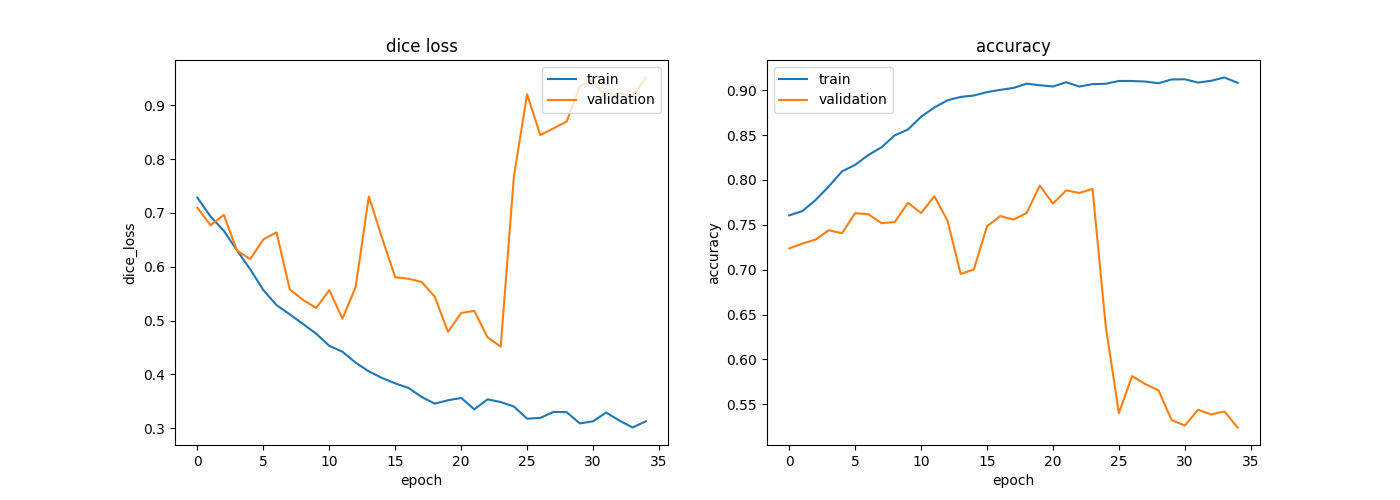 dice loss
train
validation
0.9
0.8
0.7
0.6
0.5
0.4
0.3
dice_loss
0 5 10 15 20 25 30 35
epoch
accuracy
train
validation
0.90
0.85
0.80
0.75
0.70
0.65
0.60
0.55
accuracy
0 5 10 15 20 25 30 35
epoch